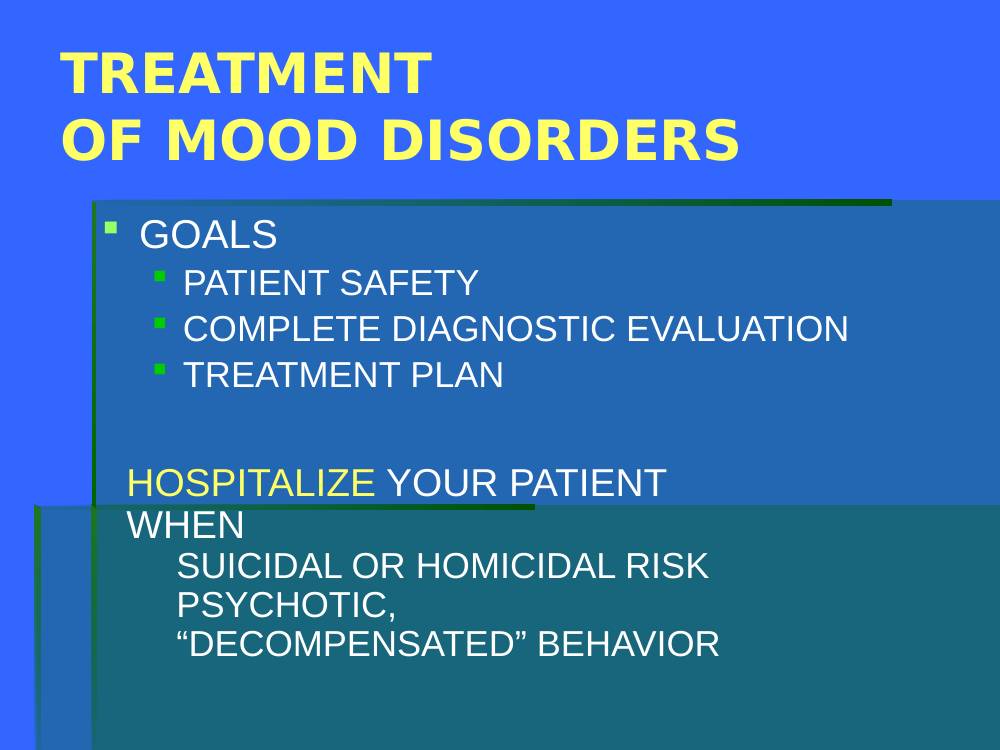 TREATMENT
OF MOOD DISORDERS
GOALS
PATIENT SAFETY
COMPLETE DIAGNOSTIC EVALUATION
TREATMENT PLAN
HOSPITALIZE YOUR PATIENT
WHEN
SUICIDAL OR HOMICIDAL RISK
PSYCHOTIC,
“DECOMPENSATED” BEHAVIOR